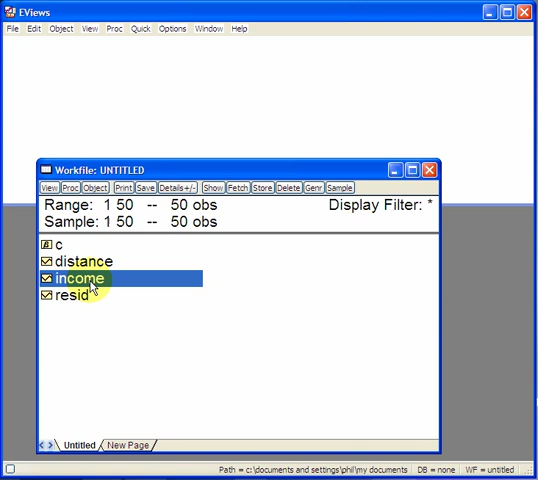 EViews
File Edit Object View Proc Quick Options Window Help
Workfile: UNTITLED
View Proc Object Print Save Details+/- Show Fetch Store Delete Genr Sample
Range: 1 50 -- 50 obs Display Filter: *
Sample: 1 50 -- 50 obs
β c
distance
income
resid
Untitled New Page
Path = c:\documents and settings\phil\my documents DB = none WF = untitled